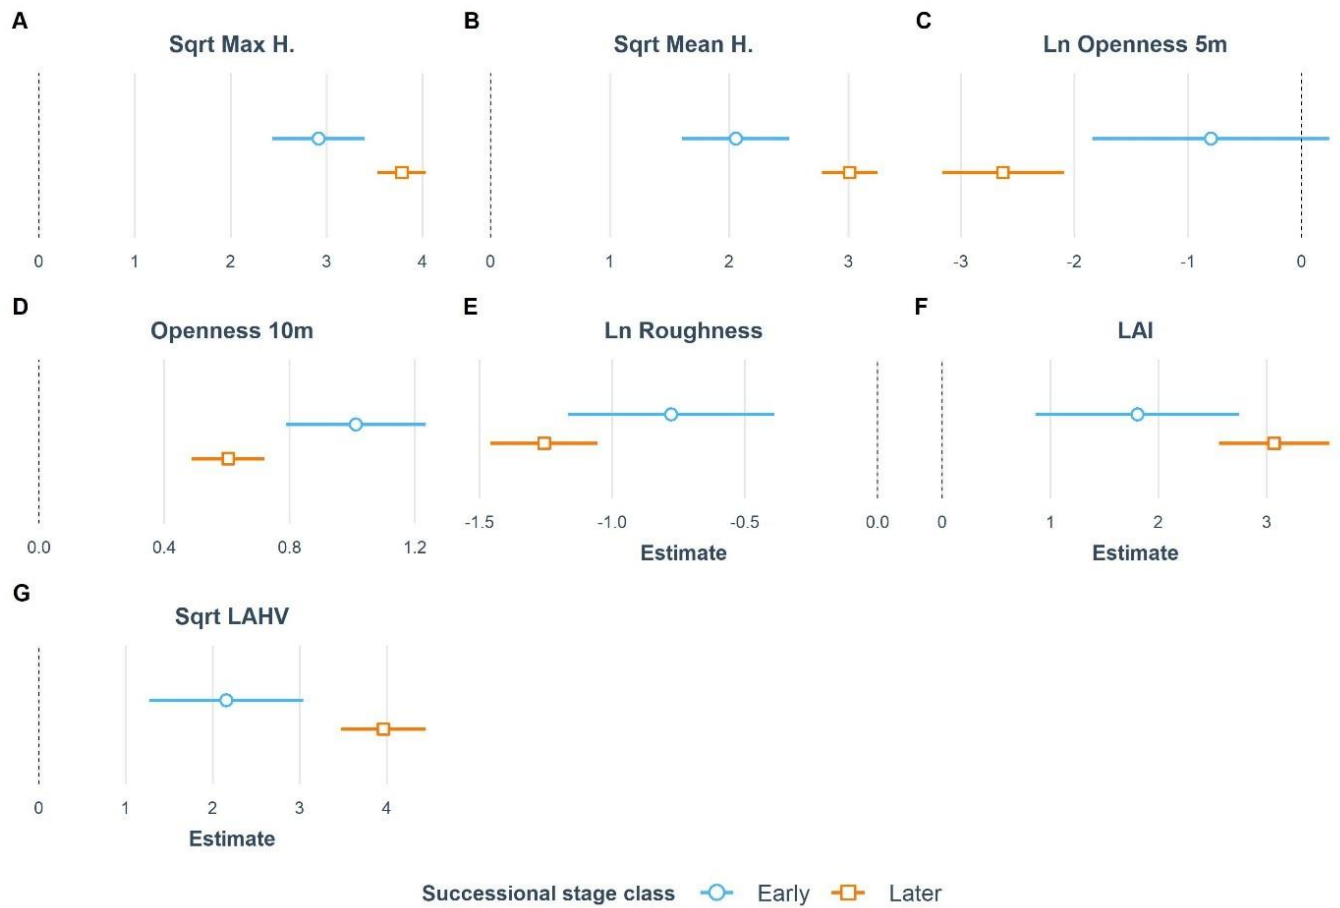 A B C
Sqrt Max H. Sqrt Mean H. Ln Openness 5m
0 1 2 3 4 0 1 2 3 -3 -2 -1 0
D E F
Openness 10m Ln Roughness LAI
-1.5 -1.0 -0.5 0.0 0 1 2 3
0.0 0.4 0.8 1.2
Estimate Estimate
G
Sqrt LAHV
0 1 2 3 4
Estimate
Successional stage class Early Later